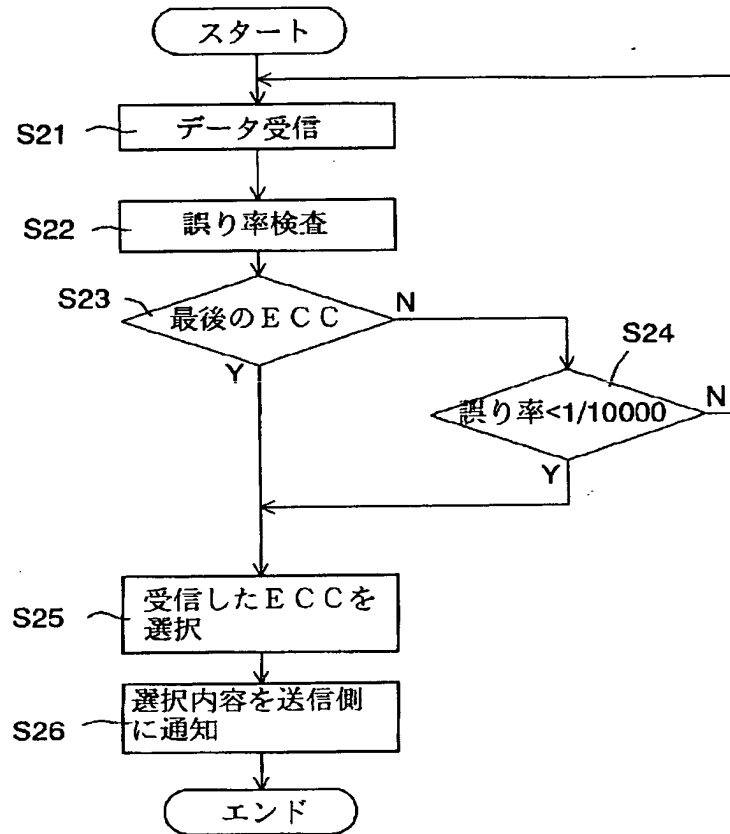 スタート
S21
データ受信
S22
誤り率検査
S23
最後のECC
N
Y
S24
誤り率<1/10000
N
Y
S25
受信したECCを
選択
S26
選択内容を送信側
に通知
エンド